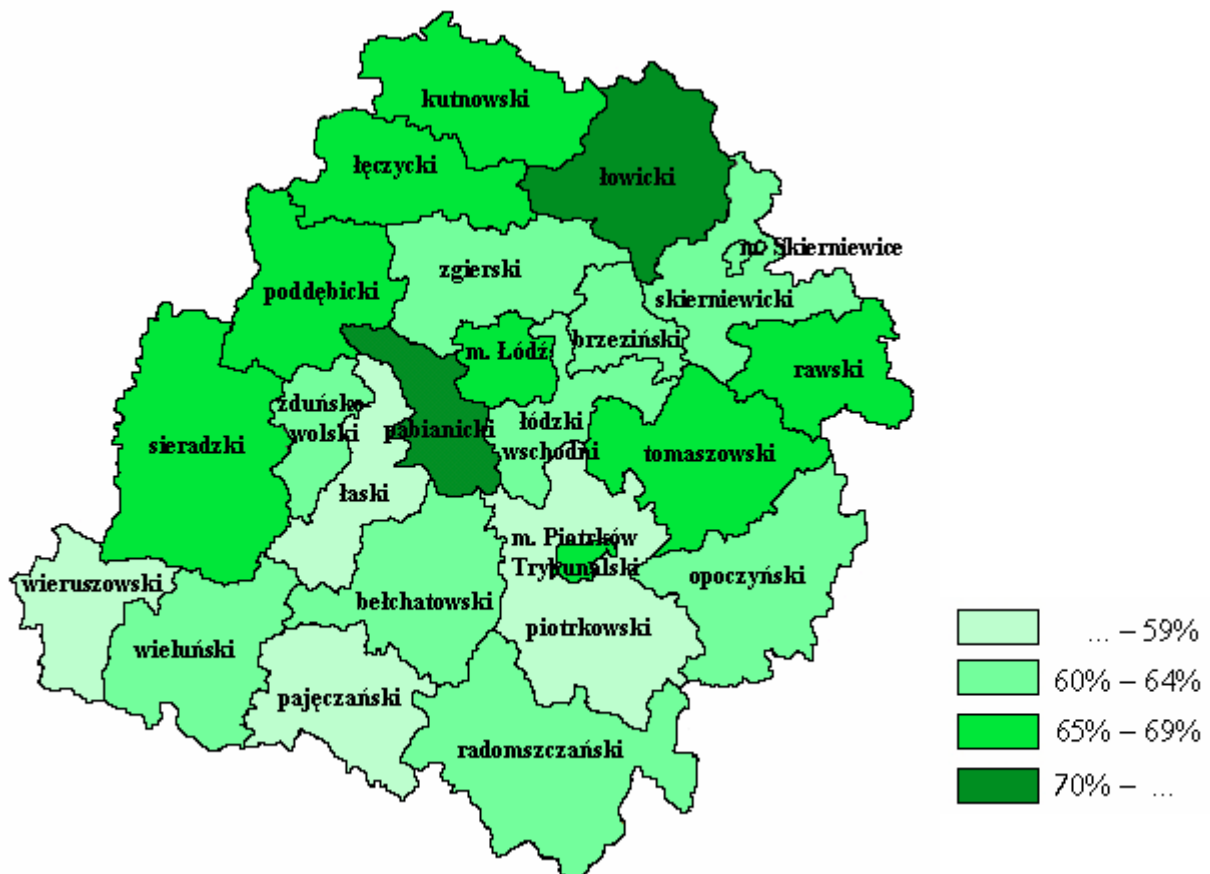 kutnowski
łęczycki
łowicki
m. Skierniewice
zgierski
poddębicki
skierniewicki
brzeziński
m. Łódź
rawski
zduńsko-
wolski
pabianicki
łódzki
wschodni
sieradzki
tomaszowski
łaski
m. Piotrków
Trybunalski
wieruszowski
opoczyński
bełchatowski
piotrkowski
wieluński
pajęczański
radomszczański
... – 59%
60% – 64%
65% – 69%
70% – ...